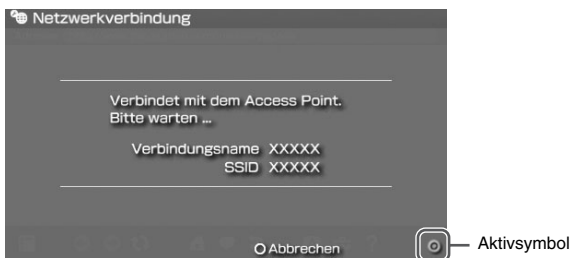 Netzwerkverbindung
Verbindet mit dem Access Point.
Bitte warten ...
Verbindungsname XXXXX
SSID XXXXX
Abbrechen
Aktivsymbol